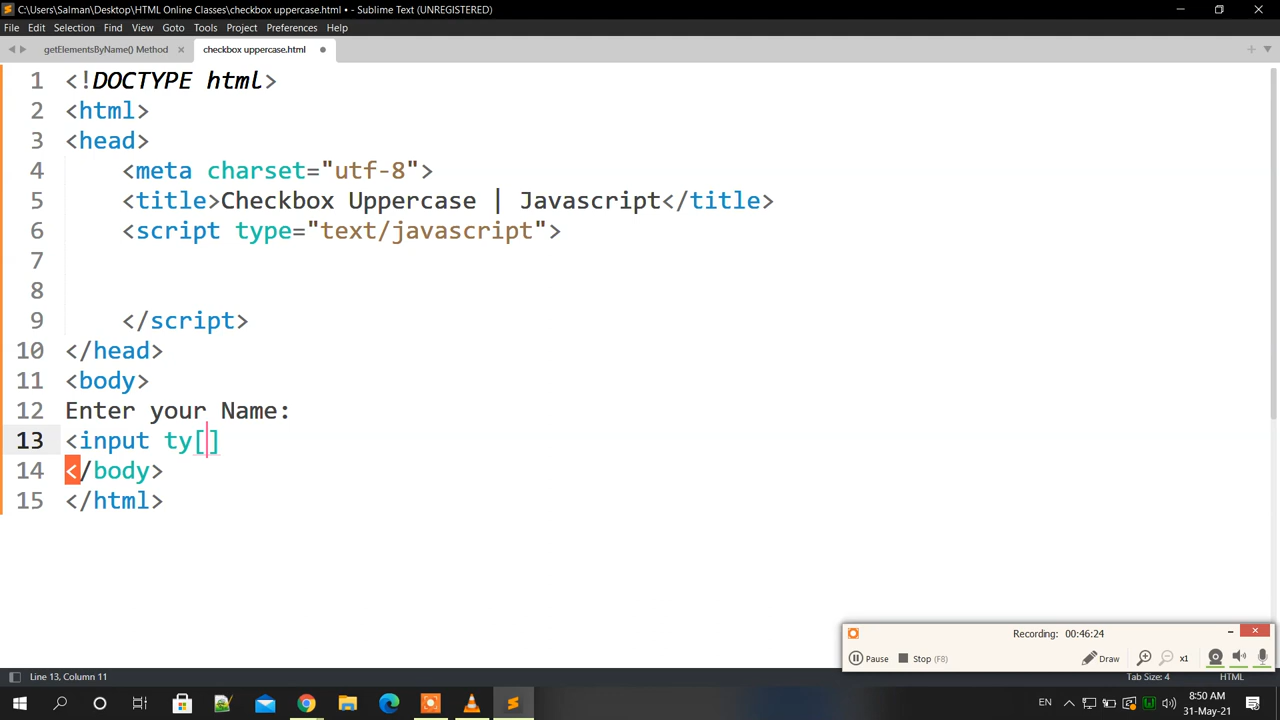 C:\Users\Salman\Desktop\HTML Online Classes\checkbox uppercase.html • - Sublime Text (UNREGISTERED)
File Edit Selection Find View Goto Tools Project Preferences Help
getElementsByName() Method × checkbox uppercase.html
1 <!DOCTYPE html>
2 <html>
3 <head>
4 <meta charset="utf-8">
5 <title>Checkbox Uppercase | Javascript</title>
6 <script type="text/javascript">
7
8
9 </script>
10 </head>
11 <body>
12 Enter your Name:
13 <input ty[]
14 </body>
15 </html>
Recording: 00:46:24
Pause Stop (F8) Draw x1
Line 13, Column 11 Tab Size: 4 HTML
EN 8:50 AM
31-May-21